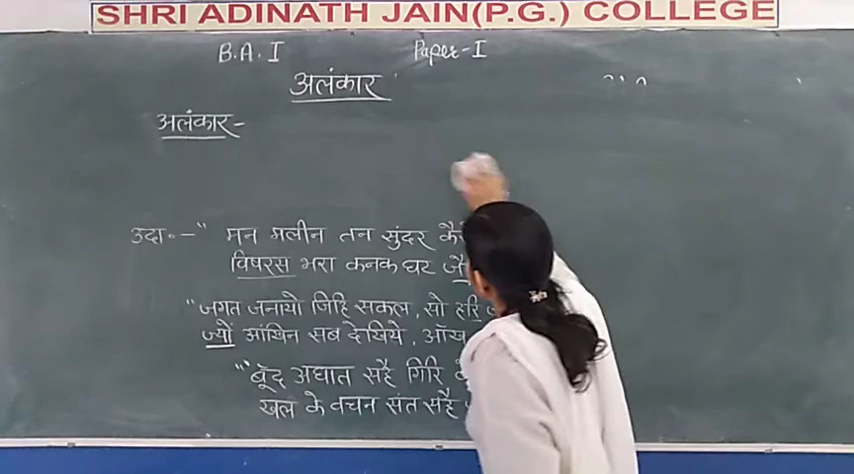 SHRI ADINATH JAIN(P.G.) COLLEGE
B.A. I Paper-I
अलंकार
अलंकार-
उदा॰-" मन मलीन तन सुंदर
विषरस भरा कनक घट
"जगत जनायो जिहि सकल, सो हरि
ज्यों आंखिन सब देखिये,
"बूँद अघात सहै गिरि
खल के वचन संत सहै